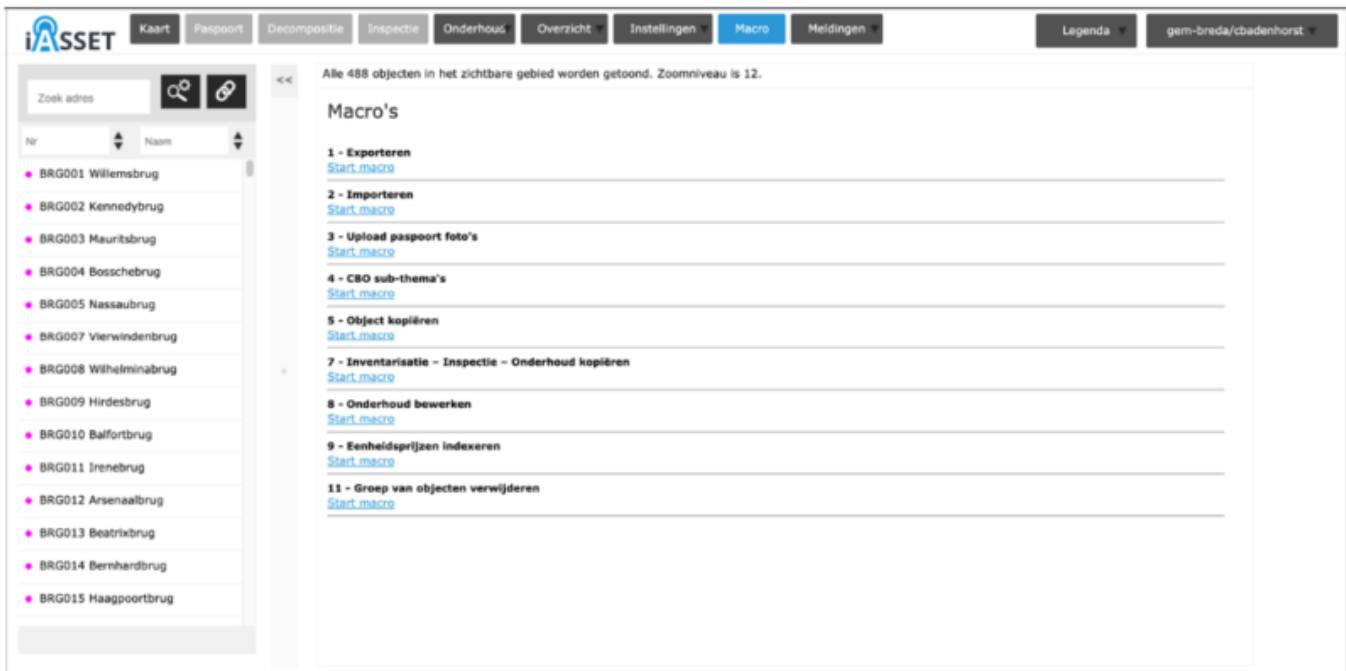 iASSET
Kaart
Paspoort
Decompositie
Inspectie
Onderhoud
Overzicht
Instellingen
Macro
Meldingen
Legenda
gem-breda/cbadenhorst
Zoek adres
<<
Alle 488 objecten in het zichtbare gebied worden getoond. Zoomniveau is 12.
Nr
Naam
BRG001 Willemsbrug
BRG002 Kennedybrug
BRG003 Mauritsbrug
BRG004 Bosschebrug
BRG005 Nassaubrug
BRG007 Vierwindenbrug
BRG008 Wilhelminabrug
BRG009 Hirdesbrug
BRG010 Balfortbrug
BRG011 Irenebrug
BRG012 Arsenaalbrug
BRG013 Beatrixbrug
BRG014 Bernhardbrug
BRG015 Haagpoortbrug
Macro's
1 - Exporteren
Start macro
2 - Importeren
Start macro
3 - Upload paspoort foto's
Start macro
4 - CBO sub-thema's
Start macro
5 - Object kopiëren
Start macro
7 - Inventarisatie – Inspectie – Onderhoud kopiëren
Start macro
8 - Onderhoud bewerken
Start macro
9 - Eenheidsprijzen indexeren
Start macro
11 - Groep van objecten verwijderen
Start macro